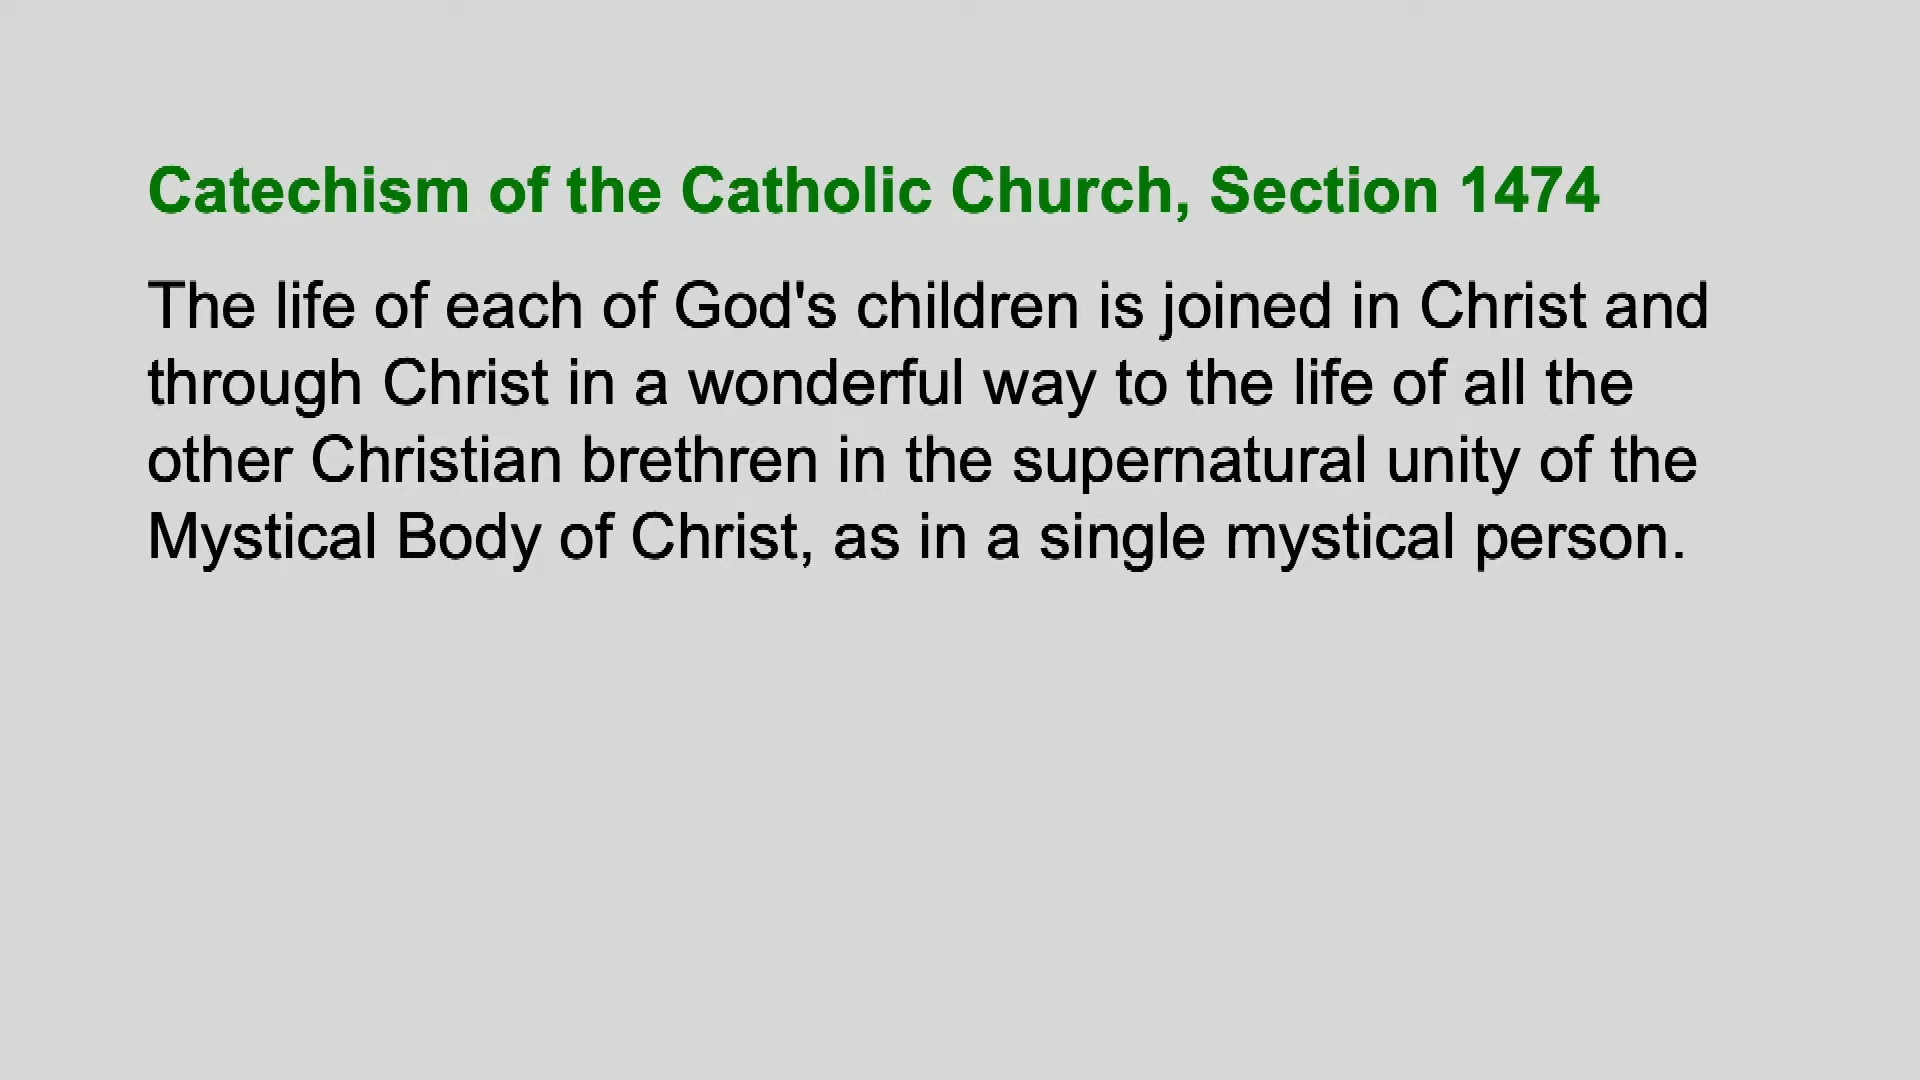 Catechism of the Catholic Church, Section 1474
The life of each of God's children is joined in Christ and
through Christ in a wonderful way to the life of all the
other Christian brethren in the supernatural unity of the
Mystical Body of Christ, as in a single mystical person.